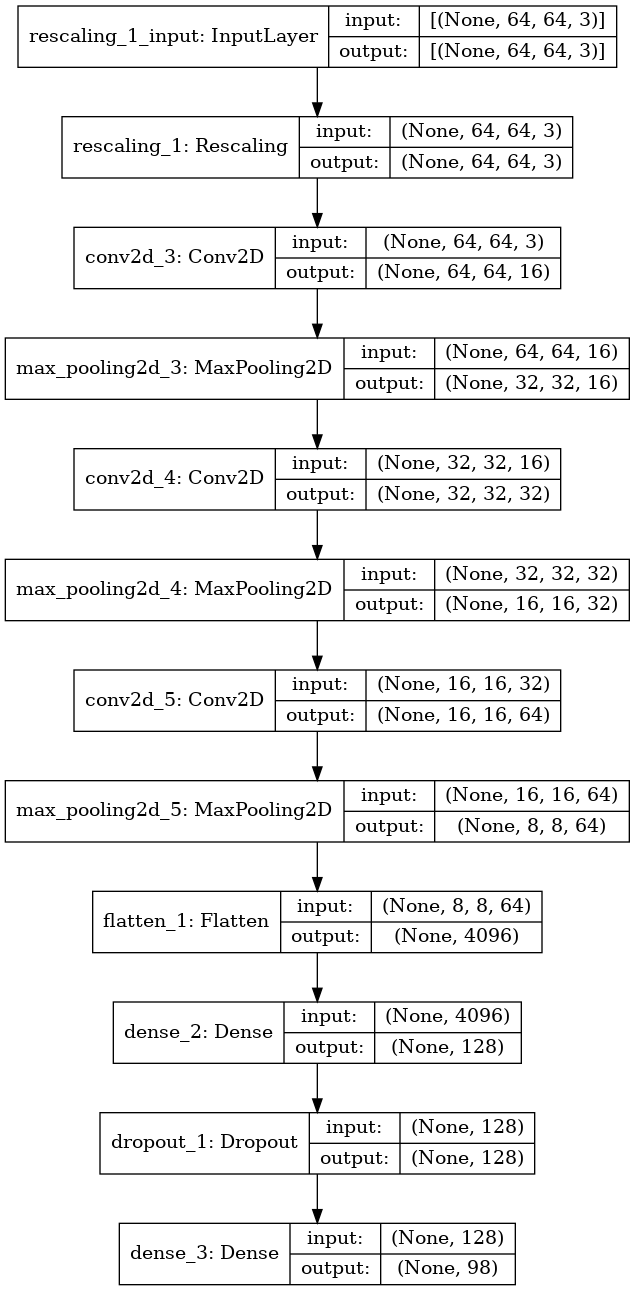 rescaling_1_input: InputLayer
input:
[(None, 64, 64, 3)]
output:
[(None, 64, 64, 3)]
rescaling_1: Rescaling
input:
(None, 64, 64, 3)
output:
(None, 64, 64, 3)
conv2d_3: Conv2D
input:
(None, 64, 64, 3)
output:
(None, 64, 64, 16)
max_pooling2d_3: MaxPooling2D
input:
(None, 64, 64, 16)
output:
(None, 32, 32, 16)
conv2d_4: Conv2D
input:
(None, 32, 32, 16)
output:
(None, 32, 32, 32)
max_pooling2d_4: MaxPooling2D
input:
(None, 32, 32, 32)
output:
(None, 16, 16, 32)
conv2d_5: Conv2D
input:
(None, 16, 16, 32)
output:
(None, 16, 16, 64)
max_pooling2d_5: MaxPooling2D
input:
(None, 16, 16, 64)
output:
(None, 8, 8, 64)
flatten_1: Flatten
input:
(None, 8, 8, 64)
output:
(None, 4096)
dense_2: Dense
input:
(None, 4096)
output:
(None, 128)
dropout_1: Dropout
input:
(None, 128)
output:
(None, 128)
dense_3: Dense
input:
(None, 128)
output:
(None, 98)